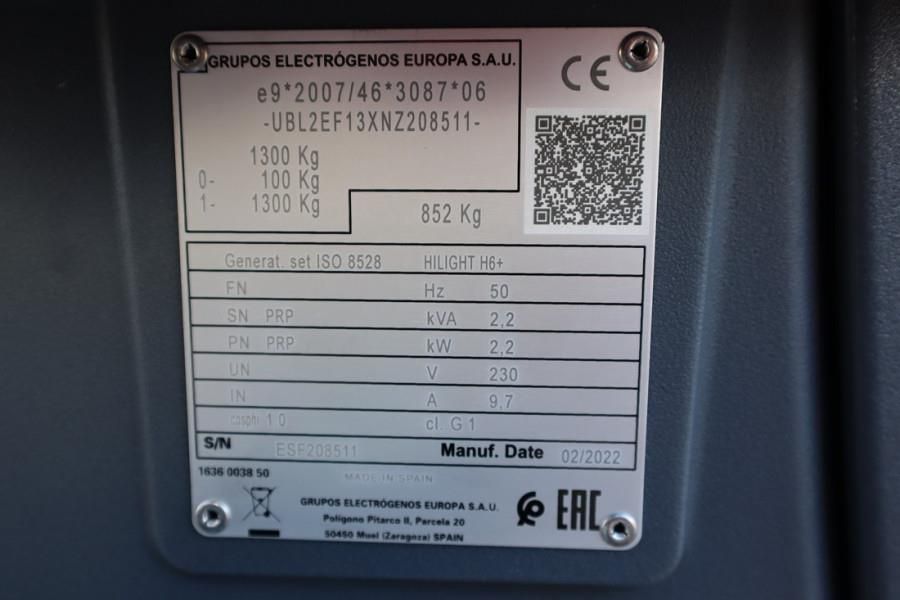 GRUPOS ELECTRÓGENOS EUROPA S.A.U.
CE
e9*2007/46*3087*06
-UBL2EF13XNZ208511-
1300 Kg
0- 100 Kg
1- 1300 Kg
852 Kg
Generat. set ISO 8528 HILIGHT H6+
FN Hz 50
SN PRP kVA 2,2
PN PRP kW 2,2
UN V 230
IN A 9,7
cosphi 1 0 cl. G 1
S/N ESF208511 Manuf. Date 02/2022
1636 0038 50
MADE IN SPAIN
GRUPOS ELECTRÓGENOS EUROPA S.A.U.
Polígono Pitarco II, Parcela 20
50450 Muel (Zaragoza) SPAIN
EAC